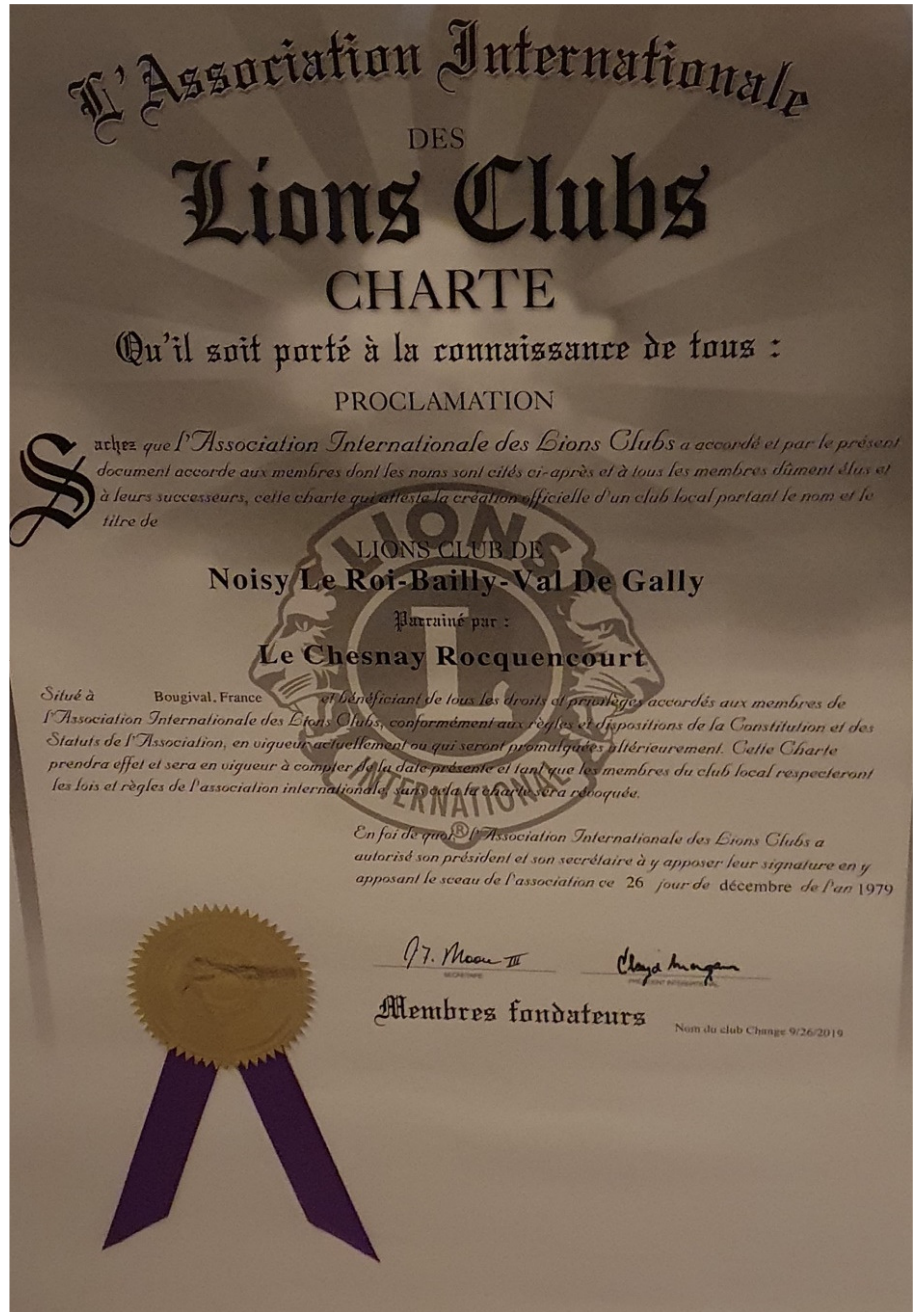 L'Association Internationale
DES
Lions Clubs
CHARTE
Qu'il soit porté à la connaissance de tous :
PROCLAMATION
Sachez que l'Association Internationale des Lions Clubs a accordé et par le présent
document accorde aux membres dont les noms sont cités ci-après et à tous les membres dûment élus et
à leurs successeurs, cette charte qui atteste la création officielle d'un club local portant le nom et le
titre de
LIONS CLUB DE
Noisy Le Roi-Bailly-Val De Gally
Parrainé par :
Le Chesnay Rocquencourt
Situé à Bougival, France et bénéficiant de tous les droits et privilèges accordés aux membres de
l'Association Internationale des Lions Clubs, conformément aux règles et dispositions de la Constitution et des
Statuts de l'Association, en vigueur actuellement ou qui seront promulguées ultérieurement. Cette Charte
prendra effet et sera en vigueur à compter de la date présente et tant que les membres du club local respecteront
les lois et règles de l'association internationale, sans cela la charte sera révoquée.
LIONS
L
INTERNATIONAL
®
En foi de quoi, l'Association Internationale des Lions Clubs a
autorisé son président et son secrétaire à y apposer leur signature en y
apposant le sceau de l'association ce 26 jour de décembre de l'an 1979
SECRÉTAIRE
PRÉSIDENT INTERNATIONAL
Membres fondateurs
Nom du club Change 9/26/2019